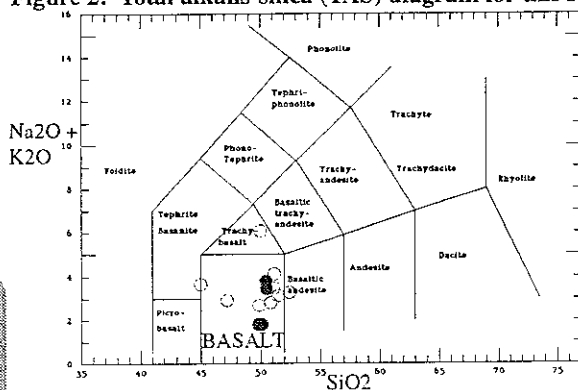 Figure 2: Total alkalis silica (TAS) diagram for
16
14
12
10
8
6
4
2
0
Na2O +
K2O
Phonolite
Tephri-
phonolite
Trachyte
Phono-
Tephrite
Foidite
Trachy-
andesite
Trachydacite
Rhyolite
Tephrite
Basanite
Basaltic
trachy-
andesite
Trachy-
basalt
Dacite
Andesite
Basaltic
andesite
Picro-
basalt
BASALT
35 40 45 50 55 60 65 70 75
SiO2